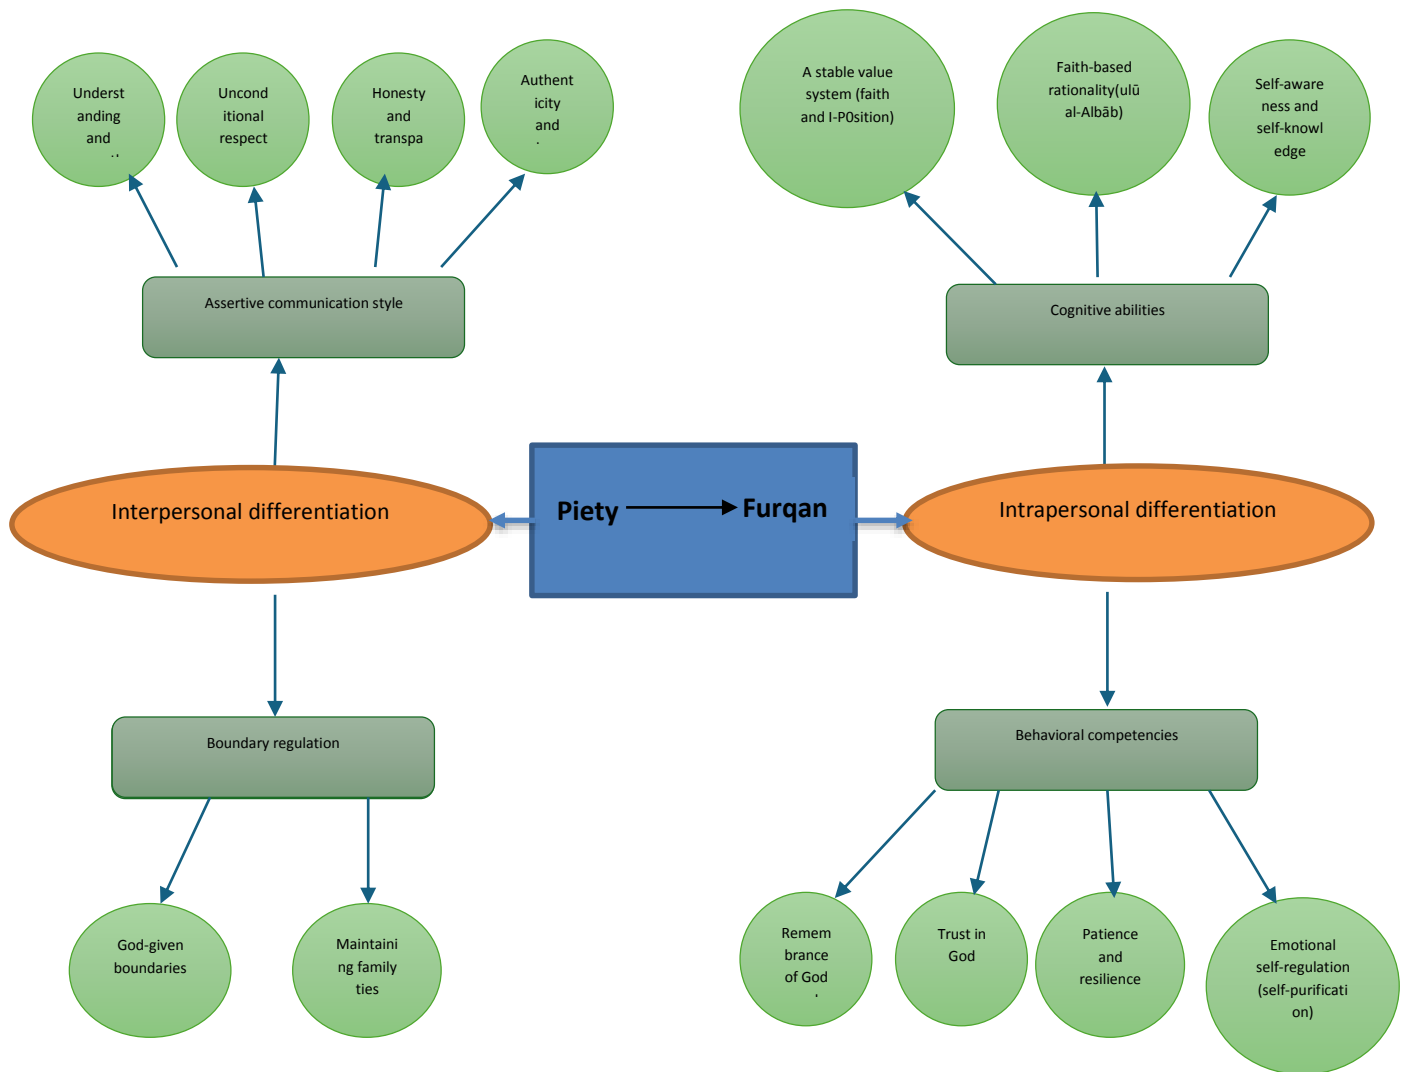 Underst
anding
and
Uncond
itional
respect
Honesty
and
transpa
Authent
icity
and
A stable value
system (faith
and I-P0sition)
Faith-based
rationality(ulū
al-Albāb)
Self-aware
ness and
self-knowl
edge
Assertive communication style
Cognitive abilities
Interpersonal differentiation
Piety Furqan
Intrapersonal differentiation
Boundary regulation
Behavioral competencies
God-given
boundaries
Maintaini
ng family
ties
Remem
brance
of God
Trust in
God
Patience
and
resilience
Emotional
self-regulation
(self-purificati
on)